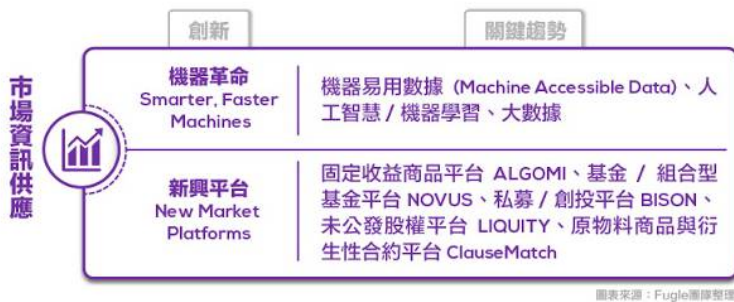 創新
關鍵趨勢
市場資訊供應
機器革命
Smarter, Faster
Machines
機器易用數據 (Machine Accessible Data)、人
工智慧 / 機器學習、大數據
新興平台
New Market
Platforms
固定收益商品平台 ALGOMI、基金 / 組合型
基金平台 NOVUS、私募 / 創投平台 BISON、
未公發股權平台 LIQUITY、原物料商品與衍
生性合約平台 ClauseMatch
圖表來源：Fugle團隊整理